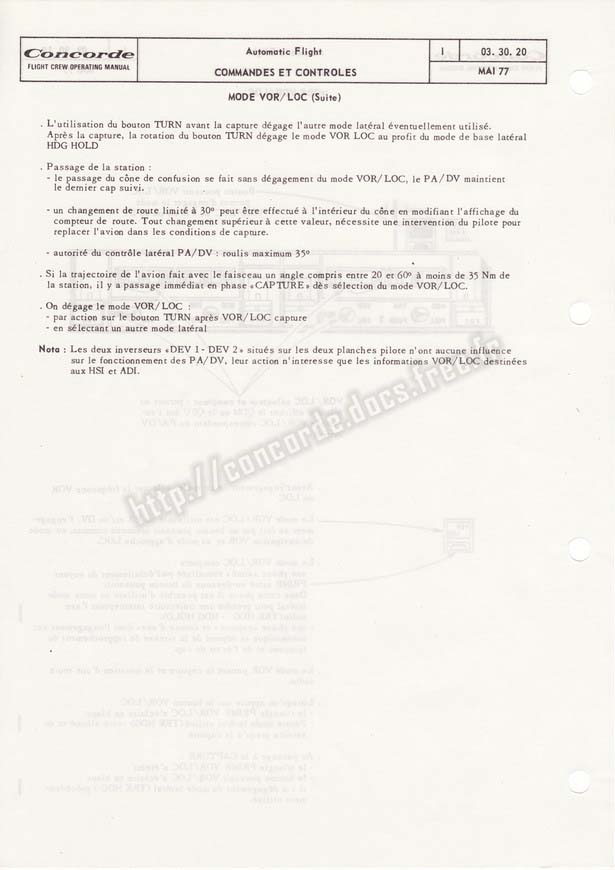 Concorde
FLIGHT CREW OPERATING MANUAL
Automatic Flight
COMMANDES ET CONTROLES
1
03. 30. 20
MAI 77
MODE VOR/LOC (Suite)
. L'utilisation du bouton TURN avant la capture dégage l'autre mode latéral éventuellement utilisé.
Après la capture, la rotation du bouton TURN dégage le mode VOR LOC au profit du mode de base latéral
HDG HOLD
. Passage de la station :
- le passage du cône de confusion se fait sans dégagement du mode VOR/LOC, le PA/DV maintient
le dernier cap suivi.
- un changement de route limité à 30° peut être effectué à l'intérieur du cône en modifiant l'affichage du
compteur de route. Tout changement supérieur à cette valeur, nécessite une intervention du pilote pour
replacer l'avion dans les conditions de capture.
- autorité du contrôle latéral PA/DV : roulis maximum 35°
. Si la trajectoire de l'avion fait avec le faisceau un angle compris entre 20 et 60° à moins de 35 Nm de
la station, il y a passage immédiat en phase «CAPTURE» dès sélection du mode VOR/LOC.
. On dégage le mode VOR/LOC :
- par action sur le bouton TURN après VOR/LOC capture
- en sélectant un autre mode latéral
Nota : Les deux inverseurs «DEV 1 - DEV 2» situés sur les deux planches pilote n'ont aucune influence
sur le fonctionnement des PA/DV, leur action n'interesse que les informations VOR/LOC destinées
aux HSI et ADI.
http://concorde.docs.free.fr